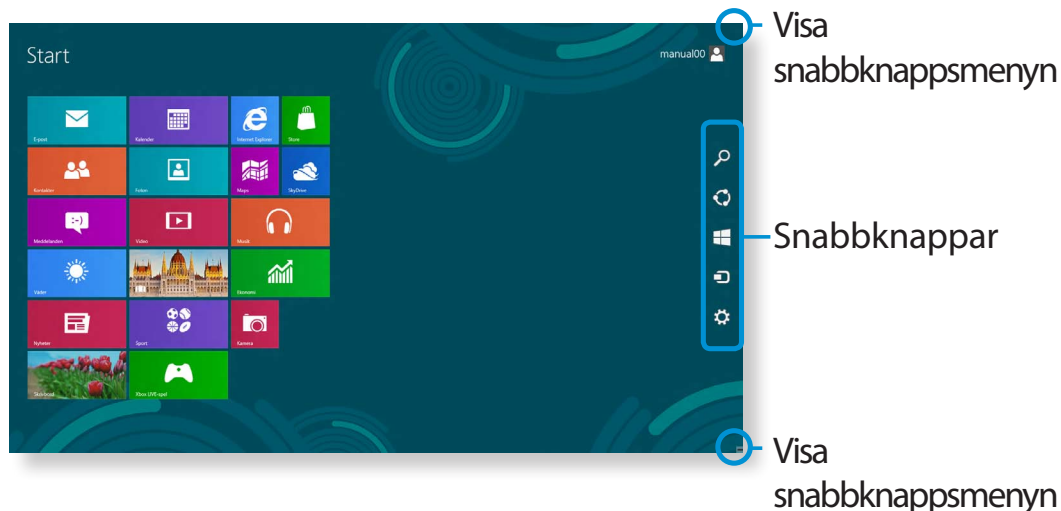 Visa
snabbknappsmenyn
Start
manual00
E-post
Kalender
Internet Explorer
Store
Kontakter
Foton
Maps
SkyDrive
Snabbknappar
Meddelanden
Video
Musik
Väder
Ekonomi
Nyheter
Sport
Kamera
Skrivbord
Xbox LIVE-spel
Visa
snabbknappsmenyn